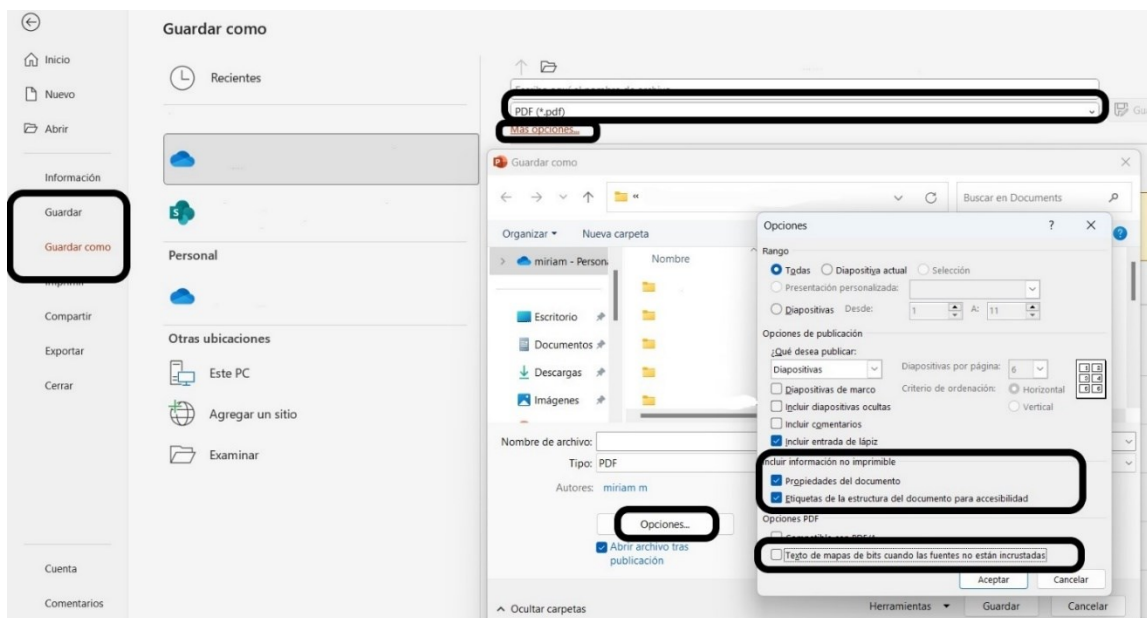 Guardar como
Inicio
Nuevo
Abrir
Información
Guardar
Guardar como
Imprimir
Compartir
Exportar
Cerrar
Cuenta
Comentarios
Recientes
Personal
Otras ubicaciones
Este PC
Agregar un sitio
Examinar
PDF (*.pdf)
Más opciones...
Guardar como
Buscar en Documents
Organizar
Nueva carpeta
miriam - Person
Nombre
Escritorio
Documentos
Descargas
Imágenes
Nombre de archivo:
Tipo: PDF
Autores: miriam m
Opciones...
Abrir archivo tras
publicación
Ocultar carpetas
Herramientas
Guardar
Cancelar
Opciones
?
Rango
Todas
Diapositiva actual
Selección
Presentación personalizada:
Diapositivas Desde: 1 A: 11
Opciones de publicación
¿Qué desea publicar:
Diapositivas
Diapositivas por página: 6
Diapositivas de marco
Criterio de ordenación:
Horizontal
Vertical
Incluir diapositivas ocultas
Incluir comentarios
Incluir entrada de lápiz
Incluir información no imprimible
Propiedades del documento
Etiquetas de la estructura del documento para accesibilidad
Opciones PDF
Texto de mapas de bits cuando las fuentes no están incrustadas
Aceptar
Cancelar